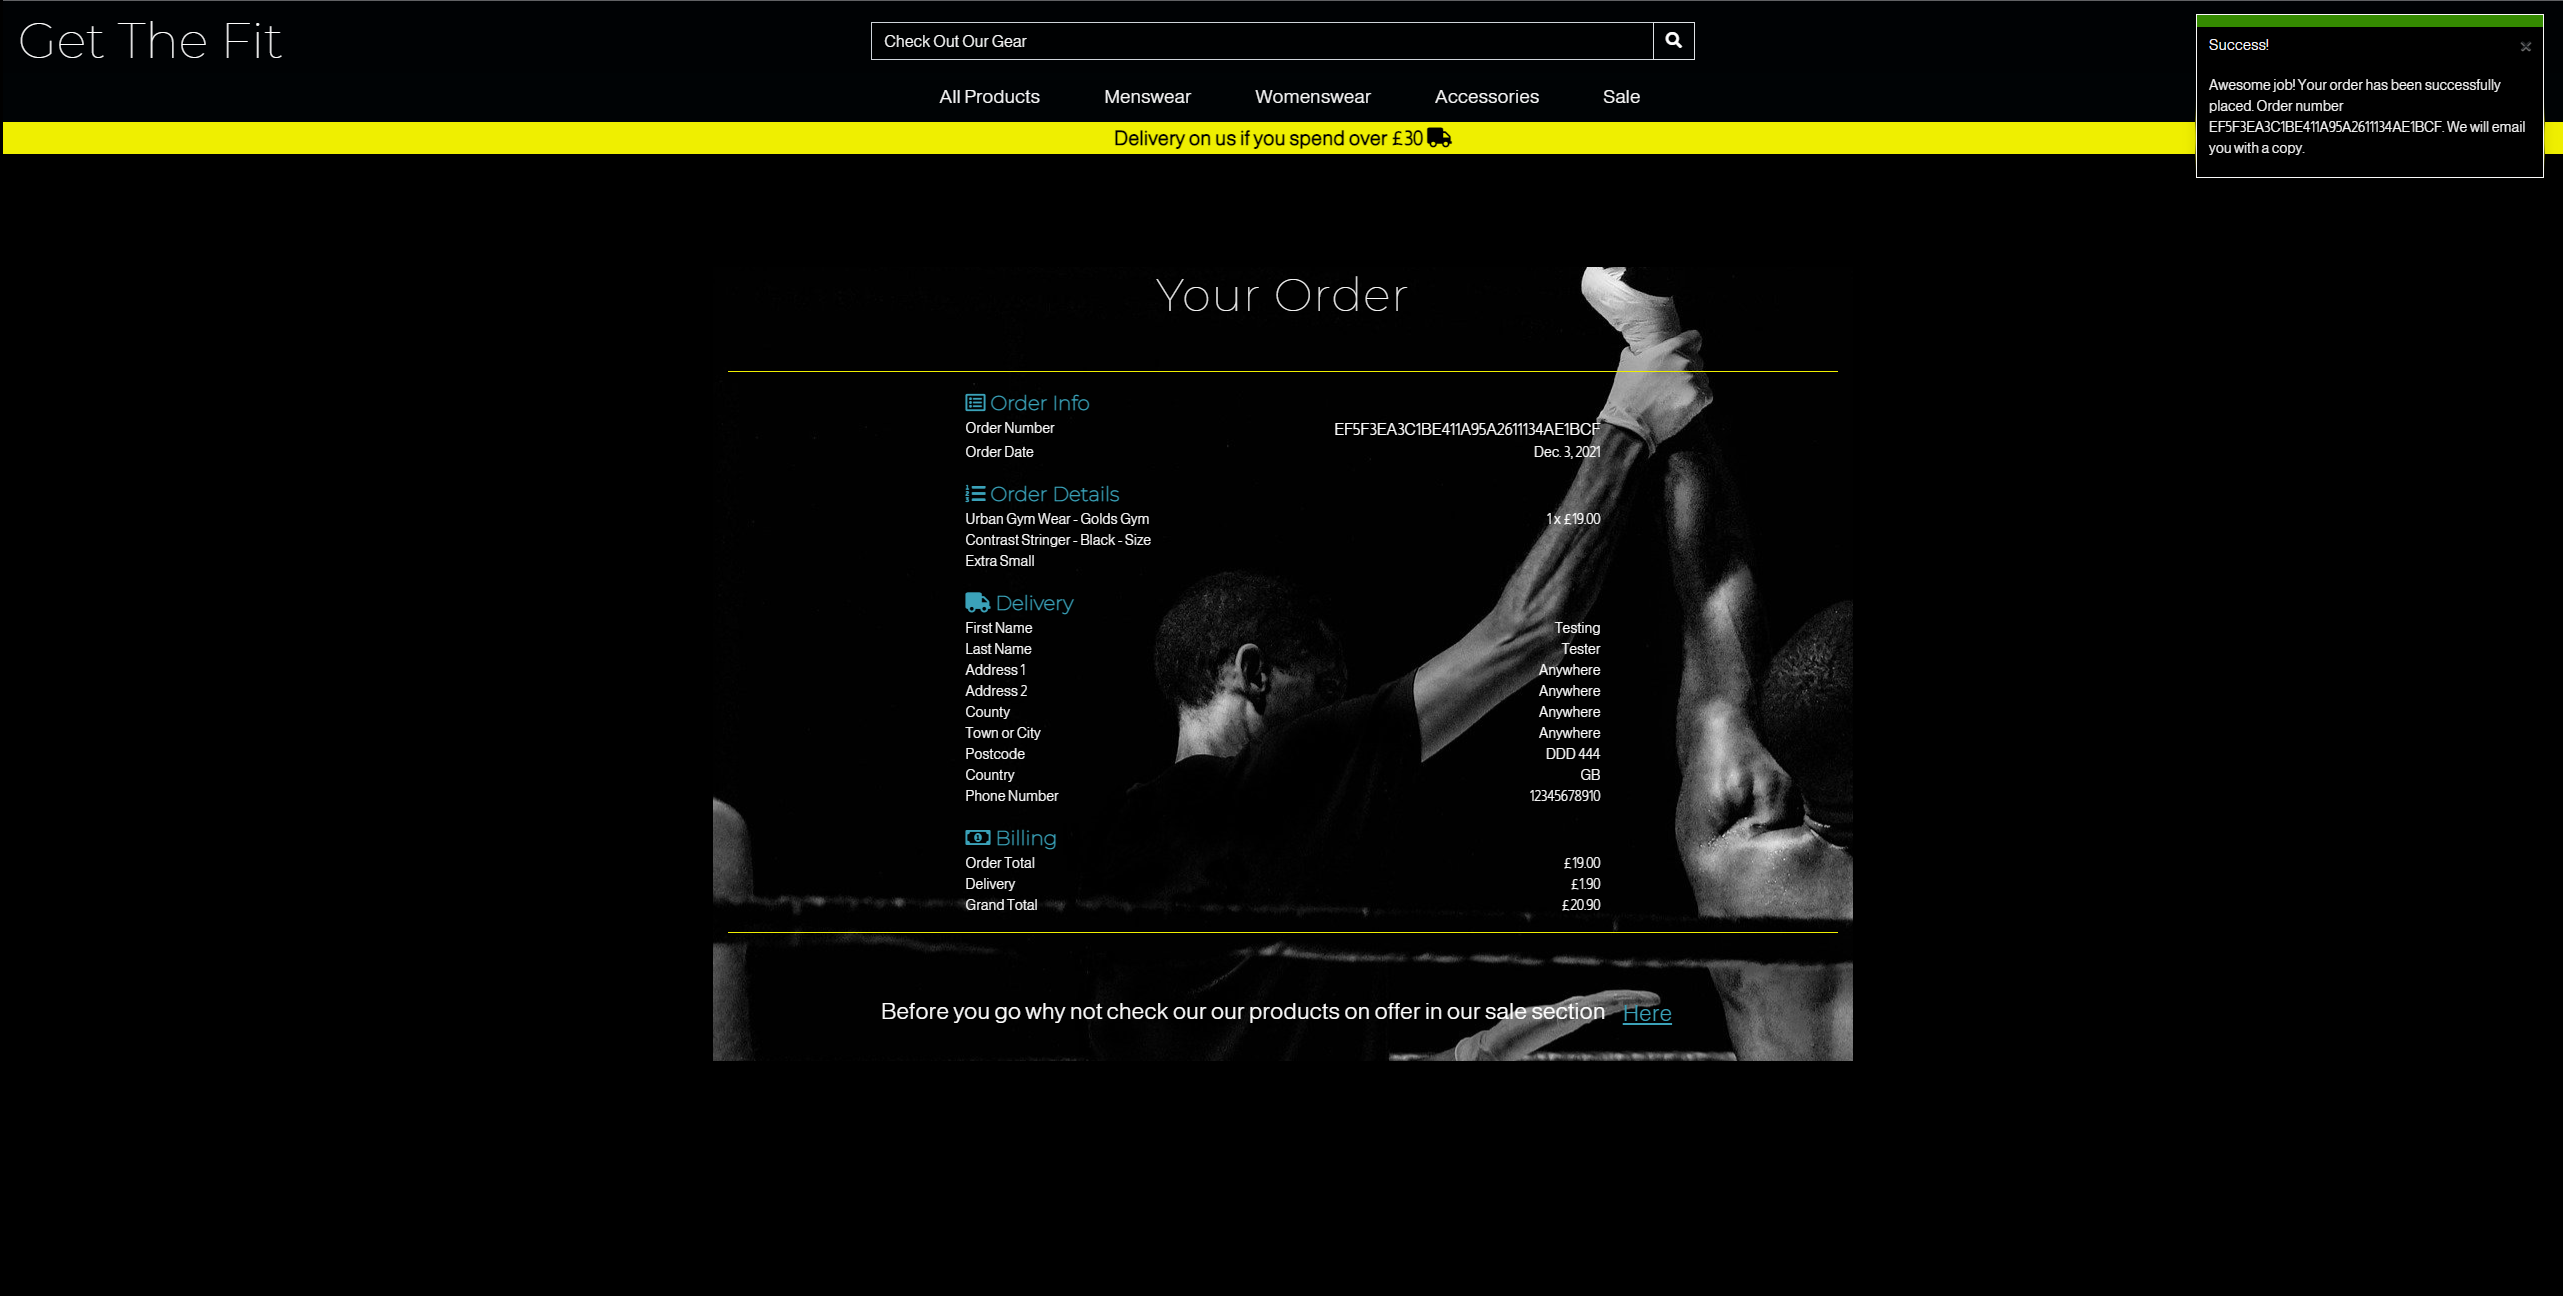 Get The Fit
Check Out Our Gear
All Products Menswear Womenswear Accessories Sale
Delivery on us if you spend over £30
Success! ×
Awesome job! Your order has been successfully
placed. Order number
EF5F3EA3C1BE411A95A2611134AE1BCF. We will email
you with a copy.
Your Order
Order Info
Order Number EF5F3EA3C1BE411A95A2611134AE1BCF
Order Date Dec. 3, 2021
Order Details
Urban Gym Wear - Golds Gym 1 x £19.00
Contrast Stringer - Black - Size
Extra Small
Delivery
First Name Testing
Last Name Tester
Address 1 Anywhere
Address 2 Anywhere
County Anywhere
Town or City Anywhere
Postcode DDD 444
Country GB
Phone Number 12345678910
Billing
Order Total £19.00
Delivery £1.90
Grand Total £20.90
Before you go why not check our our products on offer in our sale section Here